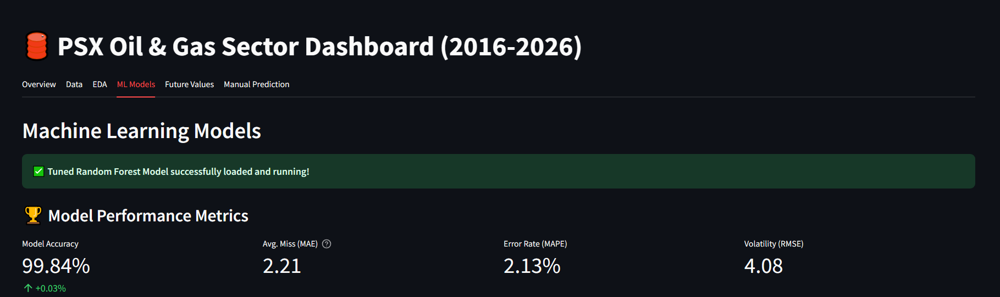 PSX Oil & Gas Sector Dashboard (2016-2026)
Overview Data EDA ML Models Future Values Manual Prediction
Machine Learning Models
Tuned Random Forest Model successfully loaded and running!
Model Performance Metrics
Model Accuracy
99.84%
+0.03%
Avg. Miss (MAE)
2.21
Error Rate (MAPE)
2.13%
Volatility (RMSE)
4.08